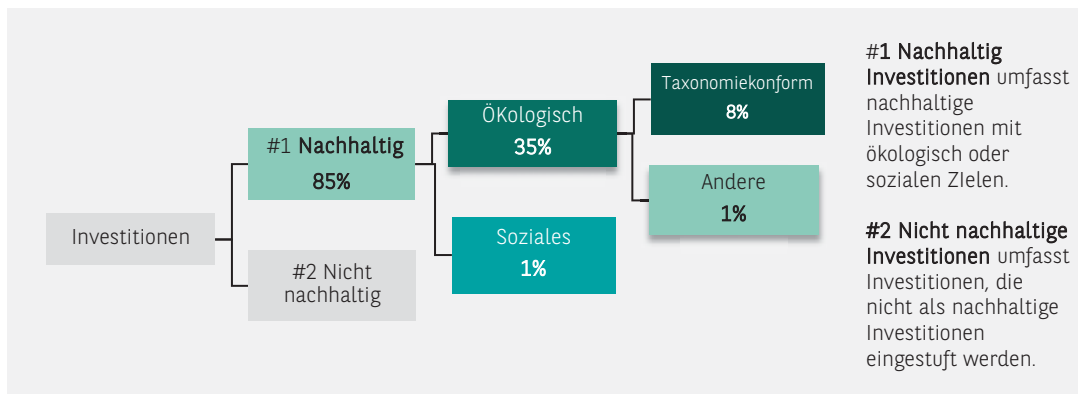 Investitionen
#1 Nachhaltig
85%
#2 Nicht
nachhaltig
ÖKologisch
35%
Soziales
1%
Taxonomiekonform
8%
Andere
1%
#1 Nachhaltig
Investitionen umfasst
nachhaltige
Investitionen mit
ökologisch oder
sozialen ZIelen.
#2 Nicht nachhaltige
Investitionen umfasst
Investitionen, die
nicht als nachhaltige
Investitionen
eingestuft werden.